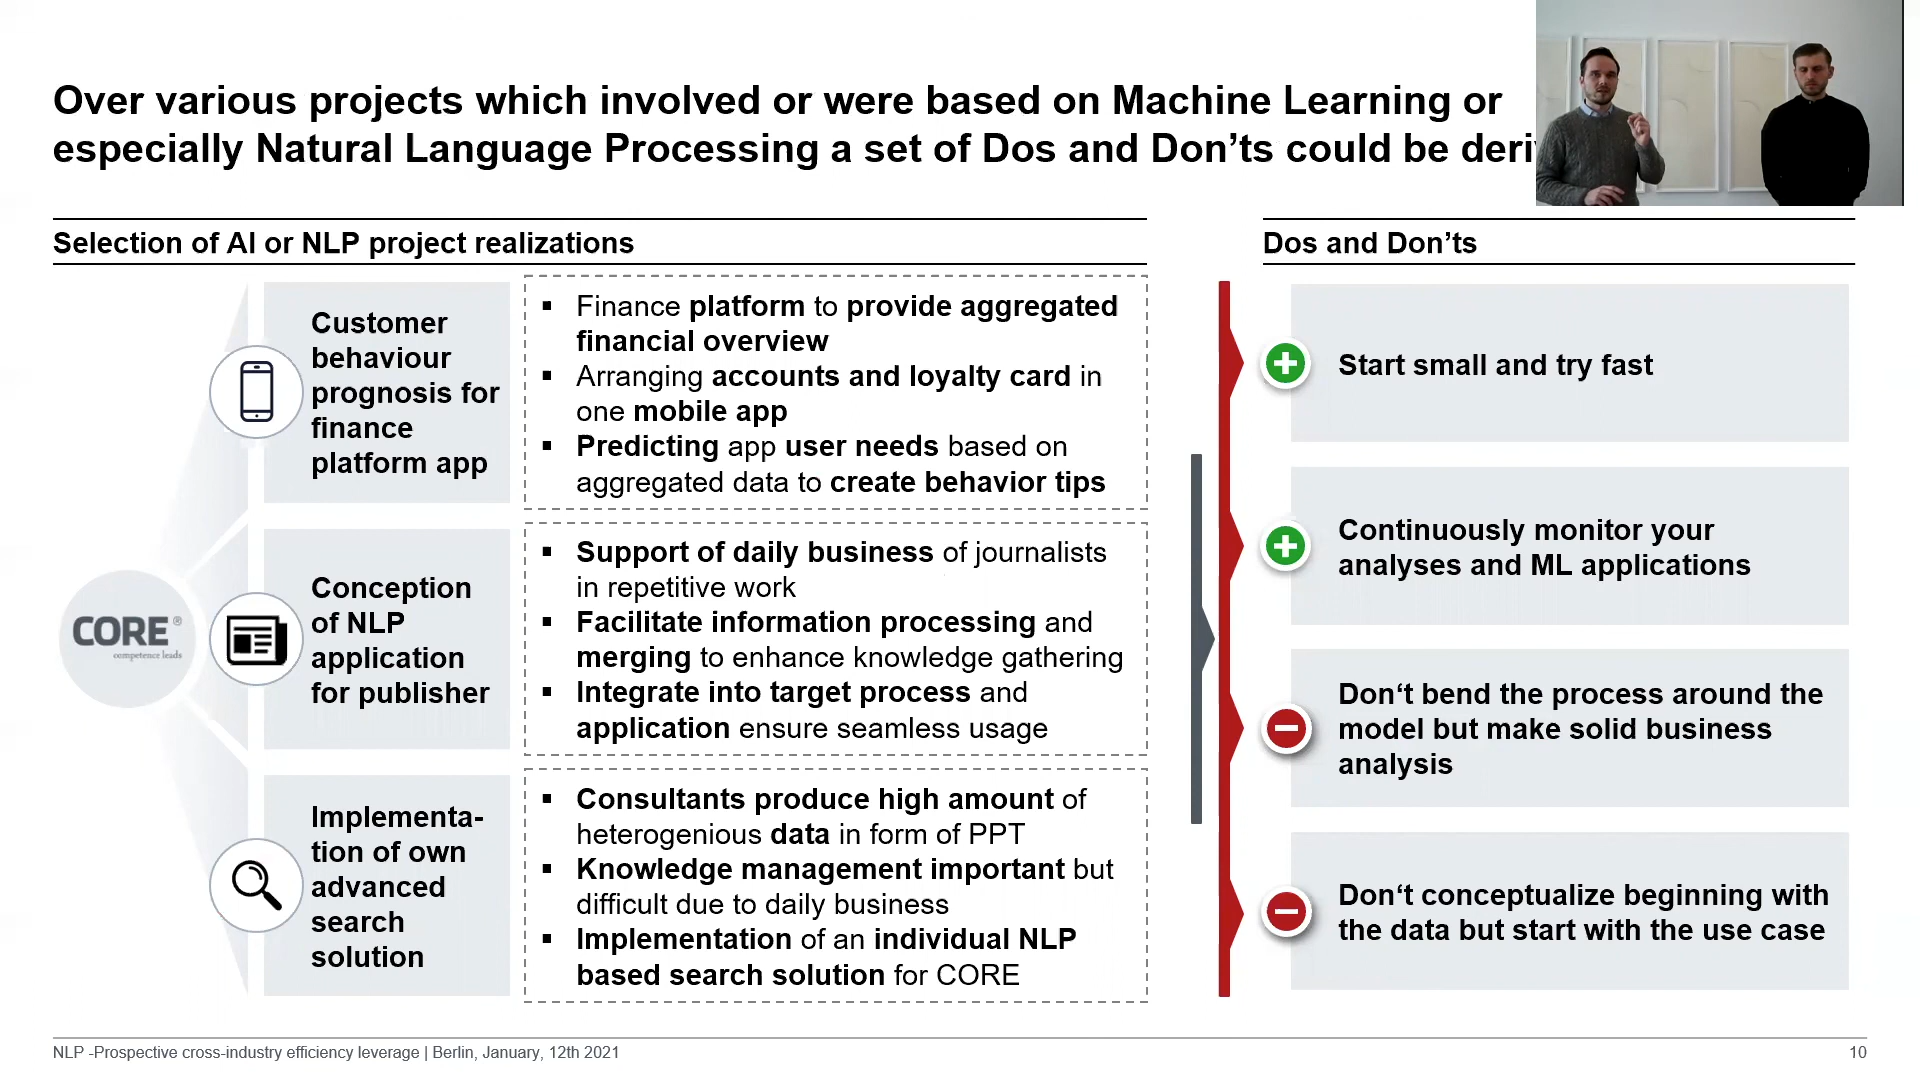 Over various projects which involved or were based on Machine Learning or
especially Natural Language Processing a set of Dos and Don’ts could be deri
Selection of AI or NLP project realizations
Customer
behaviour
prognosis for
finance
platform app
▪ Finance platform to provide aggregated
financial overview
▪ Arranging accounts and loyalty card in
one mobile app
▪ Predicting app user needs based on
aggregated data to create behavior tips
CORE®
competence leads
Conception
of NLP
application
for publisher
▪ Support of daily business of journalists
in repetitive work
▪ Facilitate information processing and
merging to enhance knowledge gathering
▪ Integrate into target process and
application ensure seamless usage
Implementa-
tion of own
advanced
search
solution
▪ Consultants produce high amount of
heterogenious data in form of PPT
▪ Knowledge management important but
difficult due to daily business
▪ Implementation of an individual NLP
based search solution for CORE
Dos and Don’ts
Start small and try fast
Continuously monitor your
analyses and ML applications
Don‘t bend the process around the
model but make solid business
analysis
Don‘t conceptualize beginning with
the data but start with the use case
NLP -Prospective cross-industry efficiency leverage | Berlin, January, 12th 2021
10